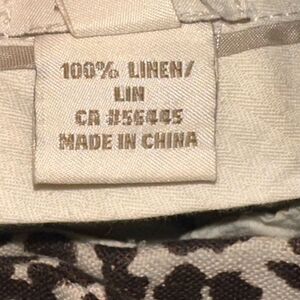 100% LINEN/
LIN
CA #56445
MADE IN CHINA